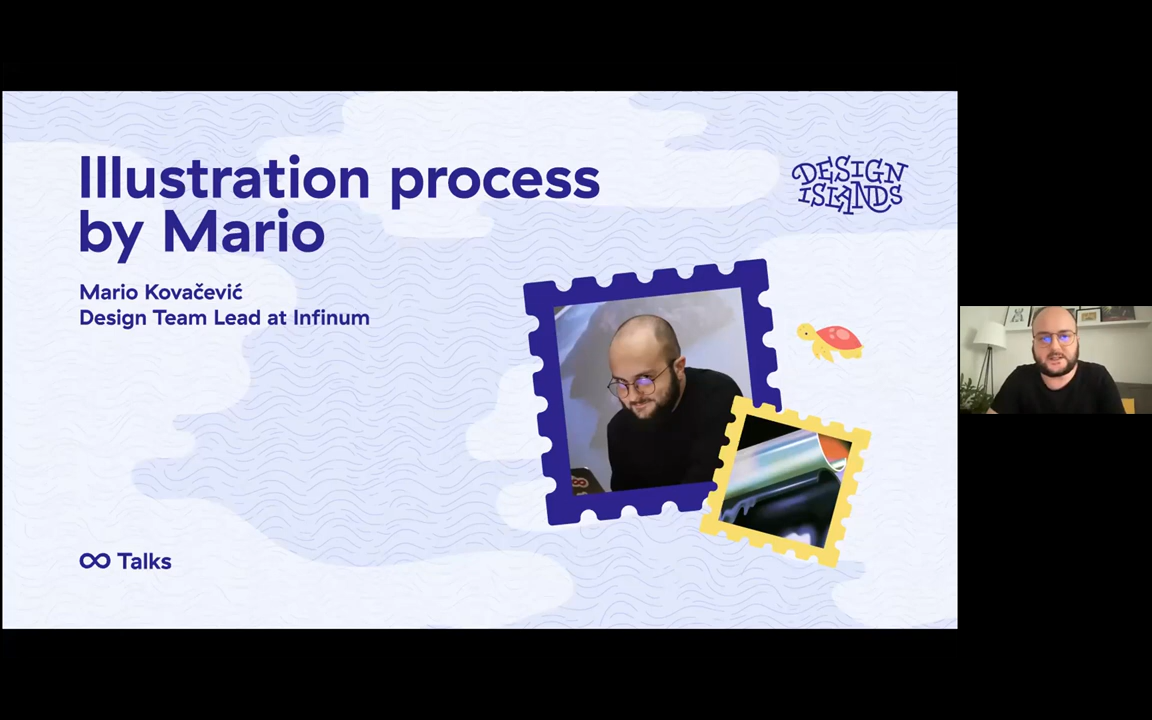 Illustration process
by Mario
DESIGN
ISLANDS
Mario Kovačević
Design Team Lead at Infinum
Talks